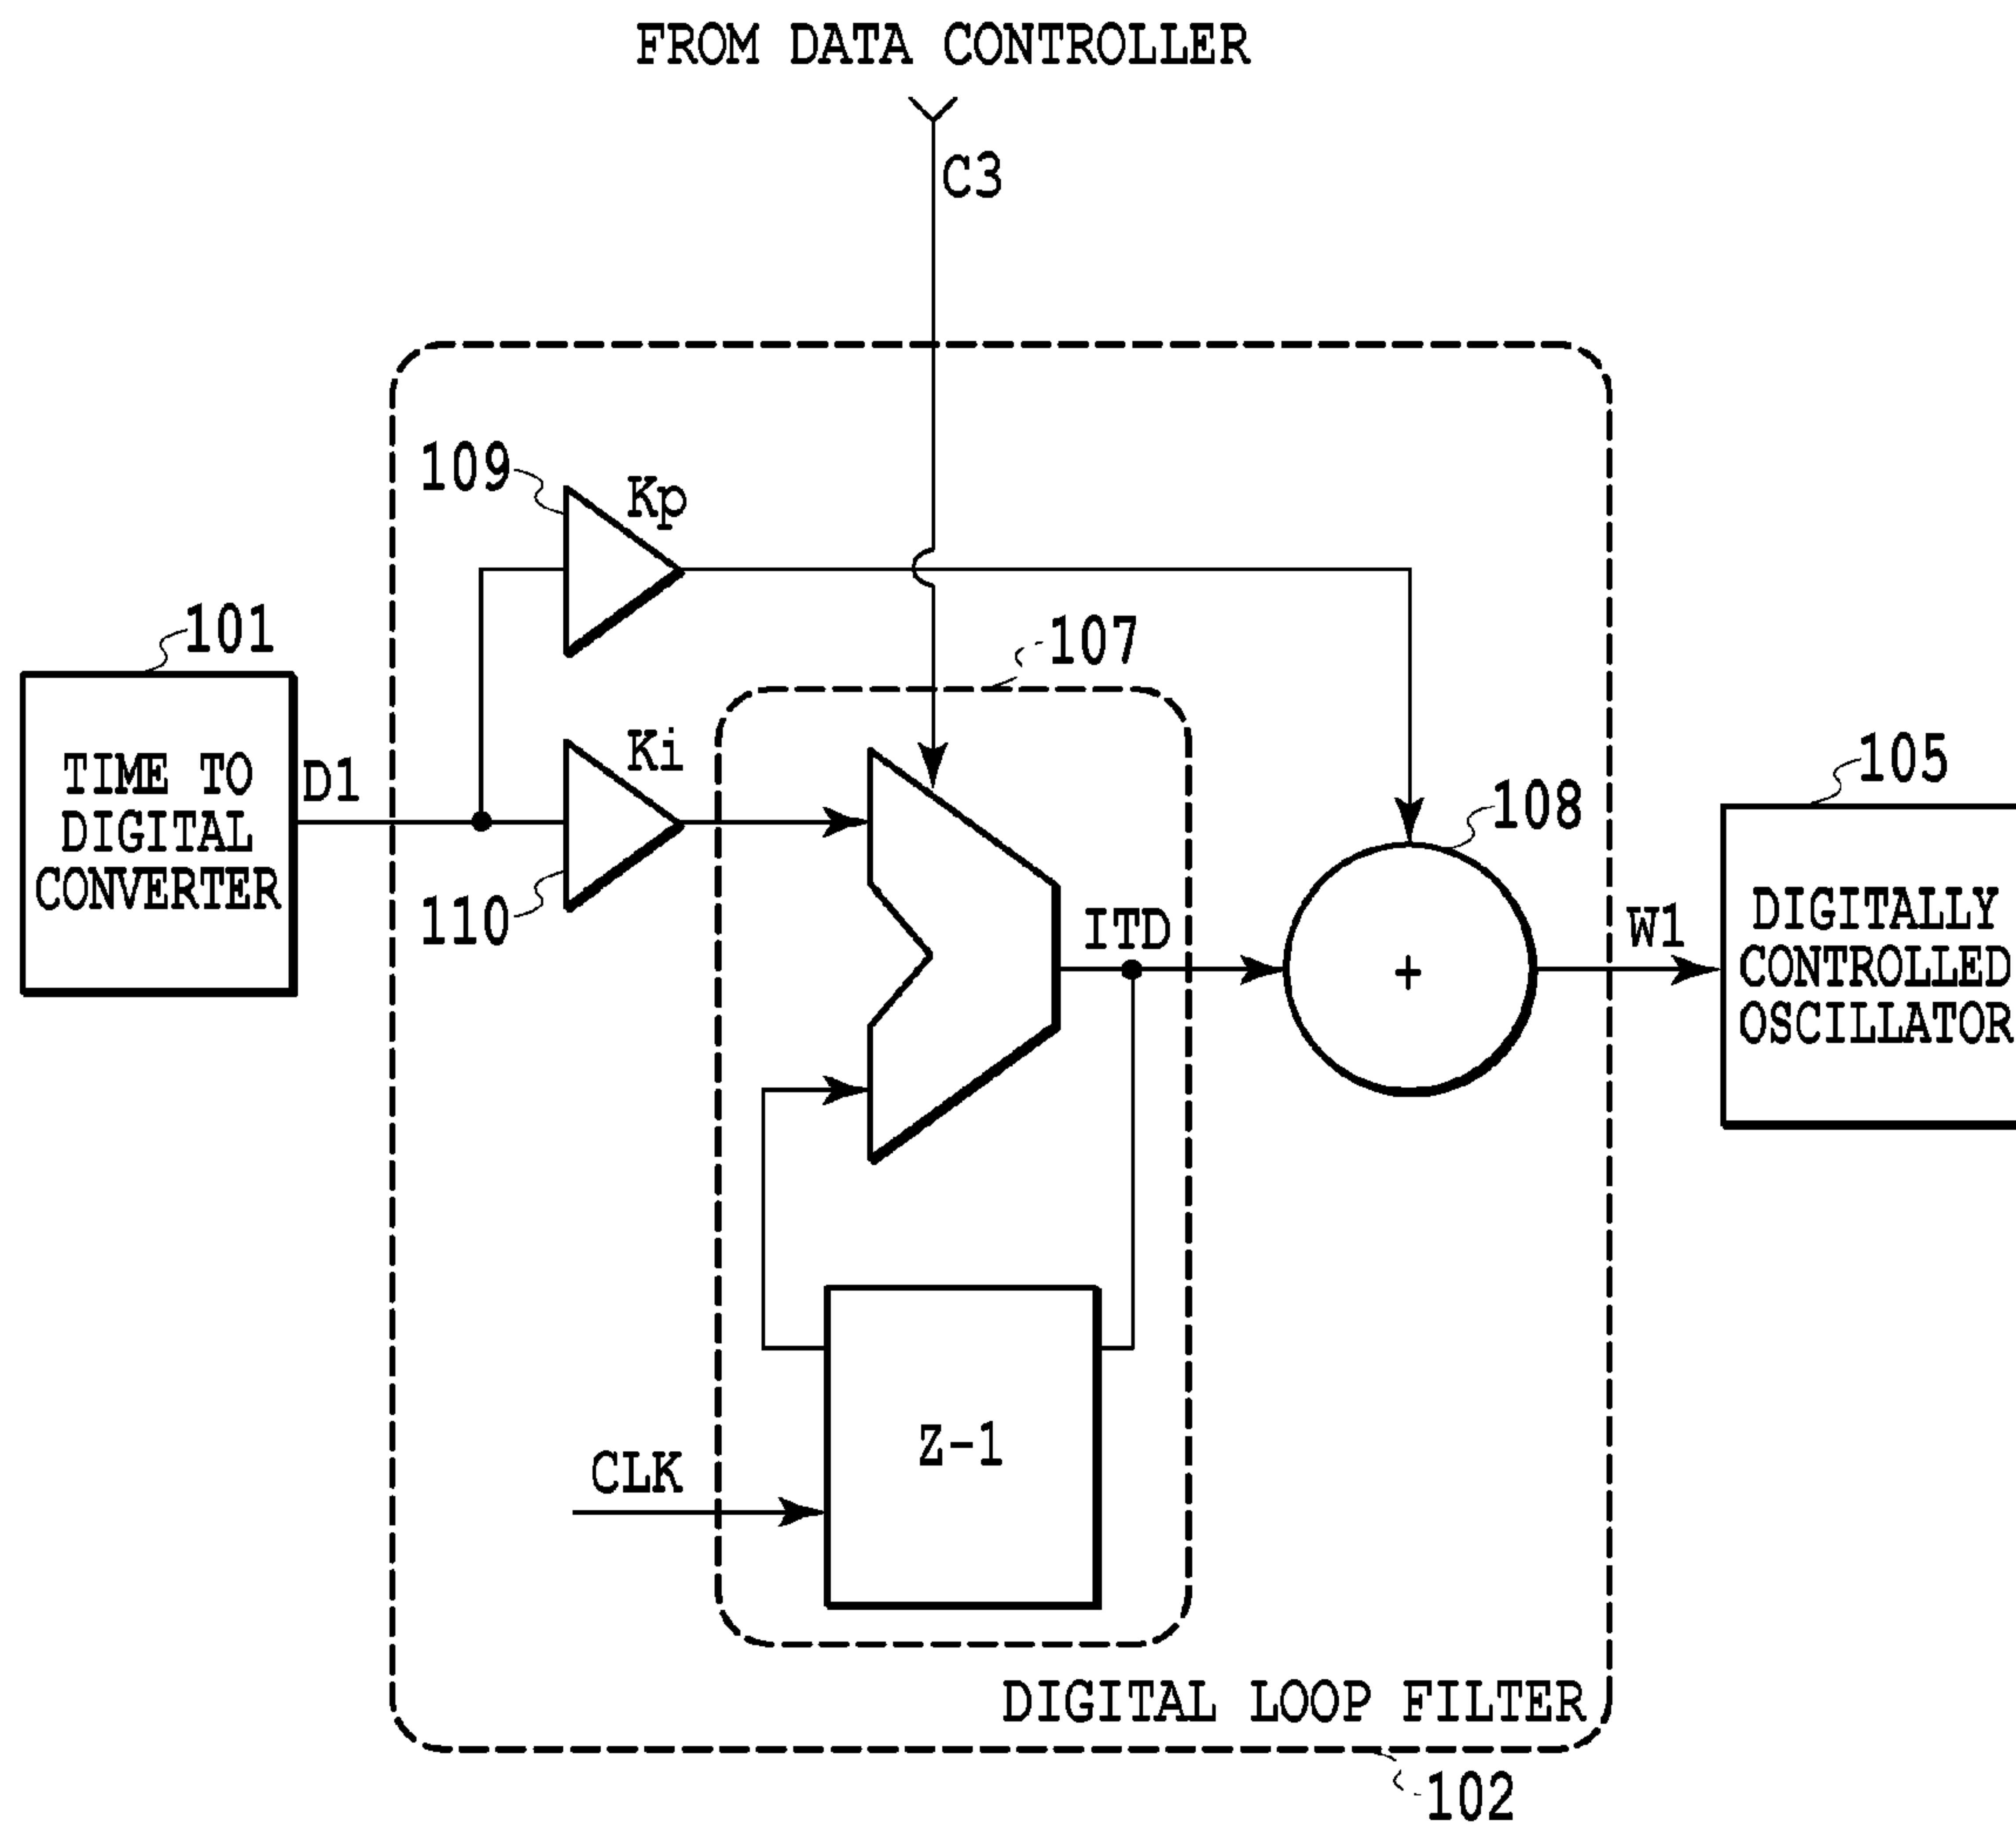 FROM DATA CONTROLLER
C3
109
Kp
101
107
TIME TO
DIGITAL
CONVERTER
D1
Ki
110
105
108
ITD
+
W1
DIGITALLY
CONTROLLED
OSCILLATOR
Z-1
CLK
DIGITAL LOOP FILTER
102